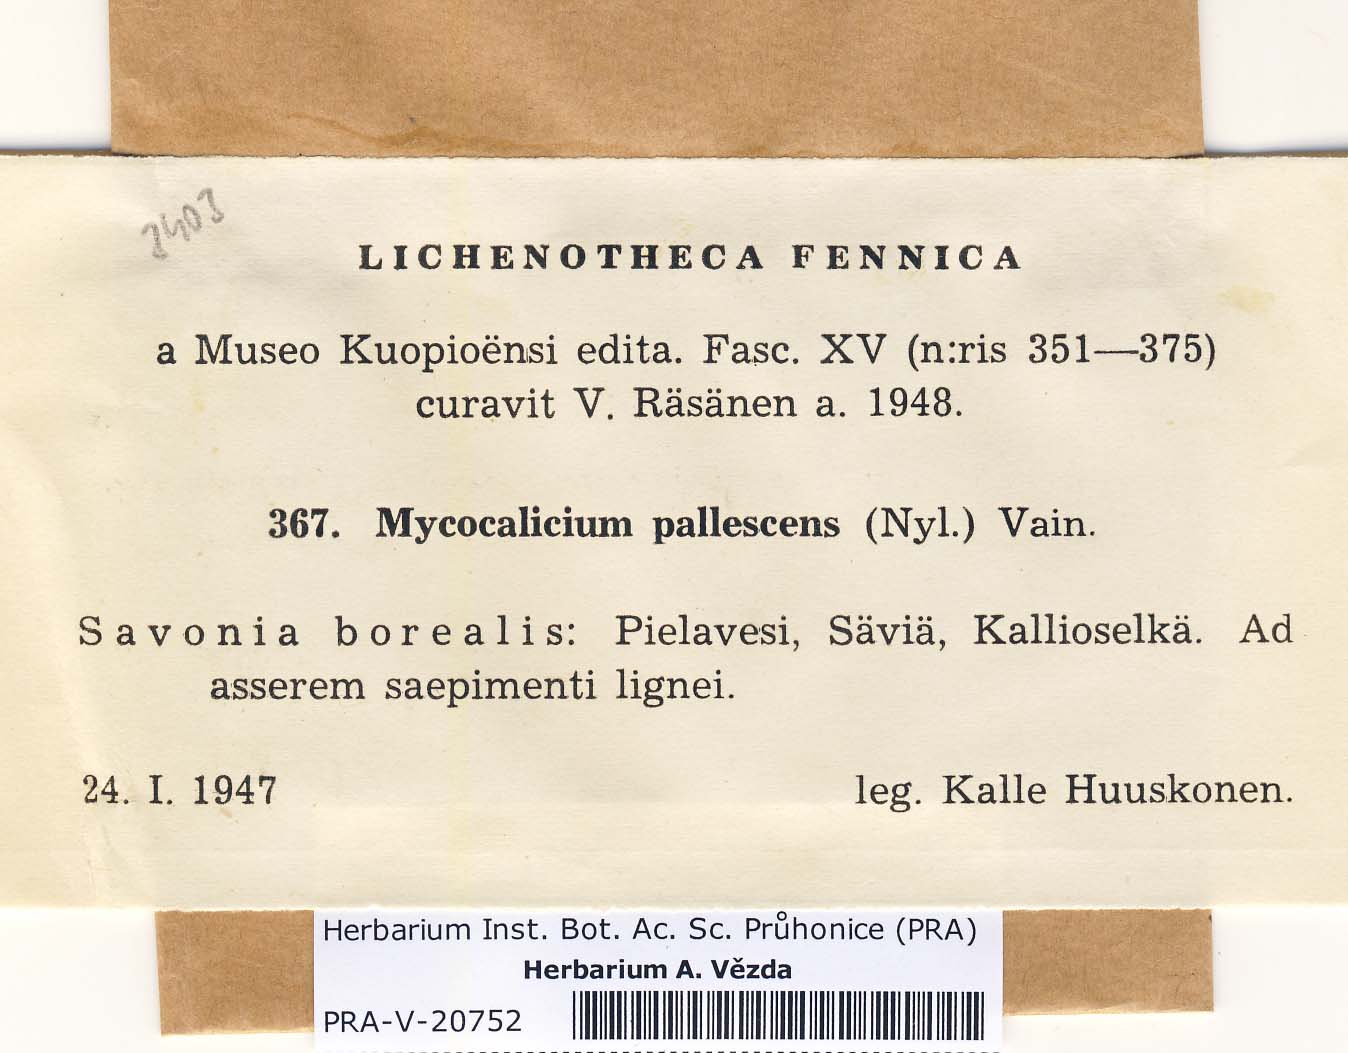 2403
LICHENOTHECA FENNICA
a Museo Kuopioënsi edita. Fasc. XV (n:ris 351—375)
curavit V. Räsänen a. 1948.
367. Mycocalicium pallescens (Nyl.) Vain.
Savonia borealis: Pielavesi, Säviä, Kallioselkä. Ad
asserem saepimenti lignei.
24. I. 1947 leg. Kalle Huuskonen.
Herbarium Inst. Bot. Ac. Sc. Průhonice (PRA)
Herbarium A. Vězda
PRA-V-20752